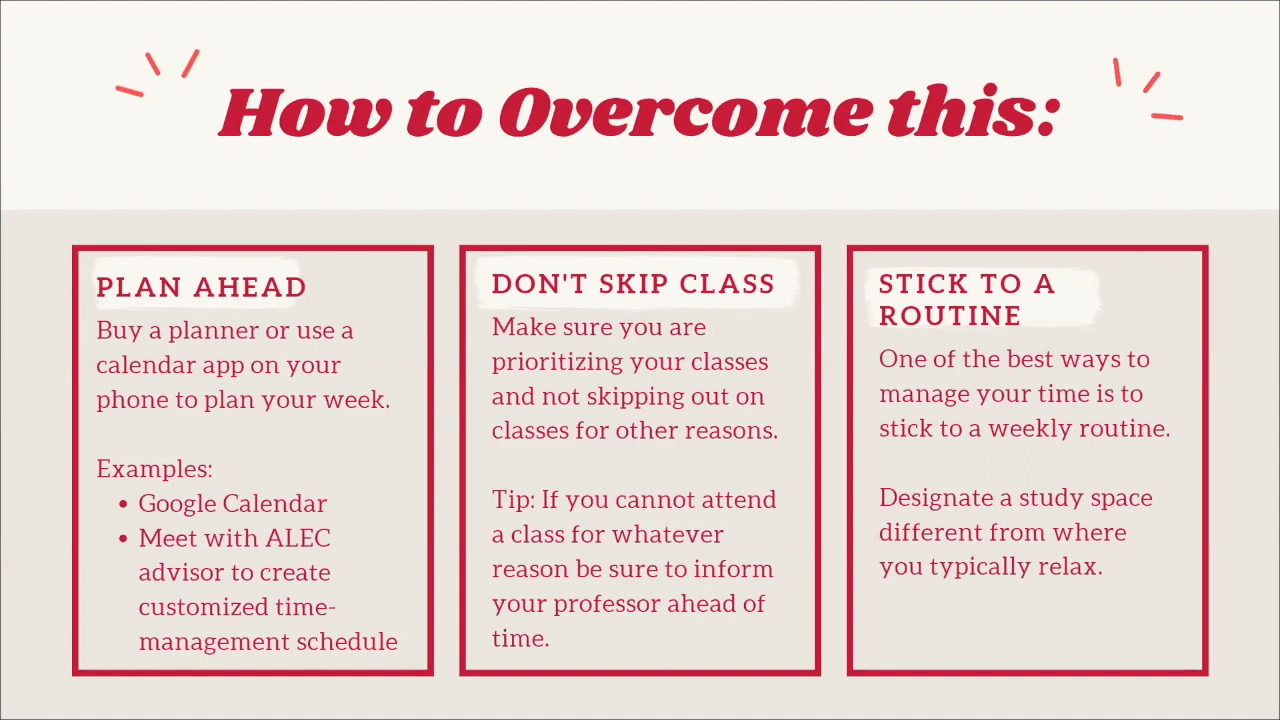 How to Overcome this:
PLAN AHEAD
Buy a planner or use a
calendar app on your
phone to plan your week.
Examples:
• Google Calendar
• Meet with ALEC
advisor to create
customized time-
management schedule
DON'T SKIP CLASS
Make sure you are
prioritizing your classes
and not skipping out on
classes for other reasons.
Tip: If you cannot attend
a class for whatever
reason be sure to inform
your professor ahead of
time.
STICK TO A
ROUTINE
One of the best ways to
manage your time is to
stick to a weekly routine.
Designate a study space
different from where
you typically relax.